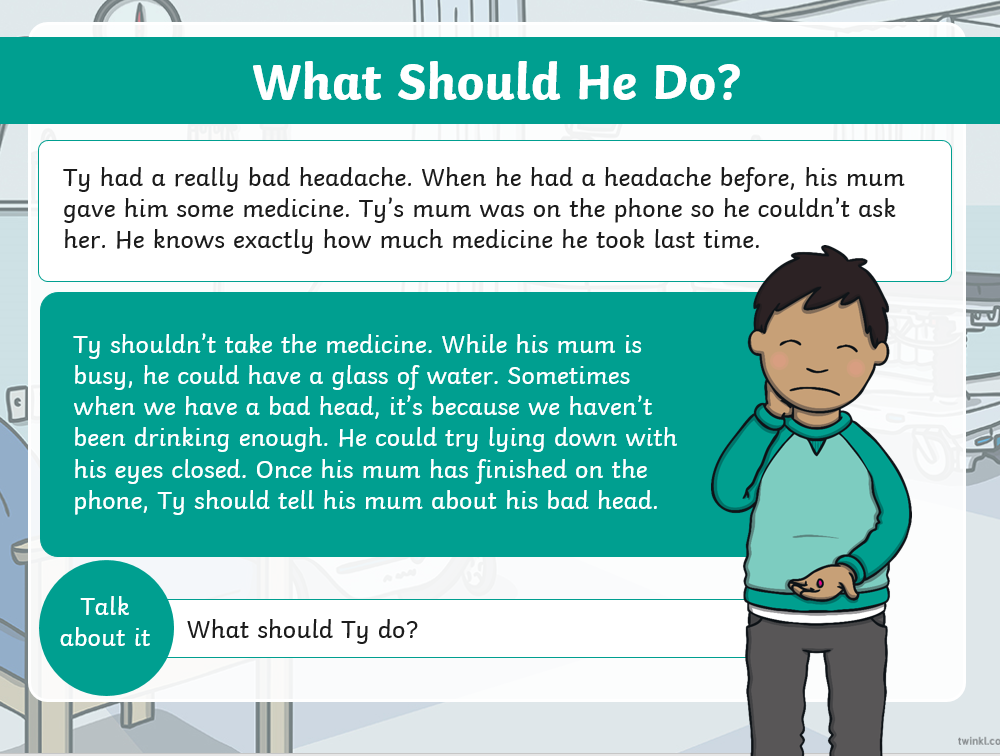 What Should He Do?
Ty had a really bad headache. When he had a headache before, his mum
gave him some medicine. Ty's mum was on the phone so he couldn't ask
her. He knows exactly how much medicine he took last time.
Ty shouldn't take the medicine. While his mum is
busy, he could have a glass of water. Sometimes
when we have a bad head, it's because we haven't
been drinking enough. He could try lying down with
his eyes closed. Once his mum has finished on the
phone, Ty should tell his mum about his bad head.
Talk
about it
What should Ty do?
twinkl.co